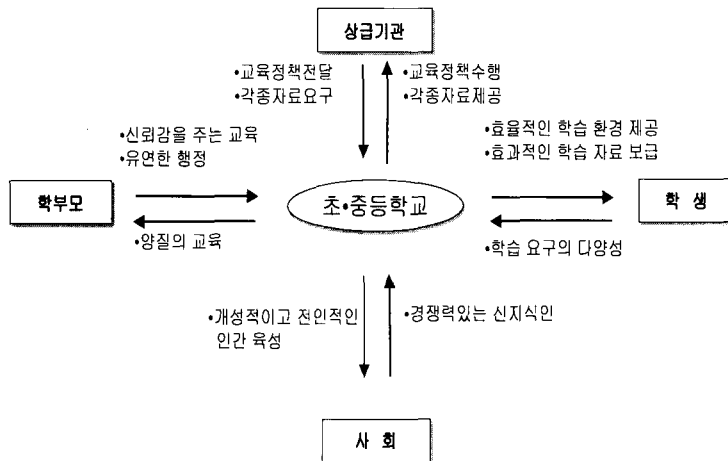 상급기관
•교육정책전달
•각종자료요구
•교육정책수행
•각종자료제공
•신뢰감을 주는 교육
•유연한 행정
•효율적인 학습 환경 제공
•효과적인 학습 자료 보급
학부모
초•중등학교
학 생
•양질의 교육
•학습 요구의 다양성
•개성적이고 전인적인
인간 육성
•경쟁력있는 신지식인
사 회